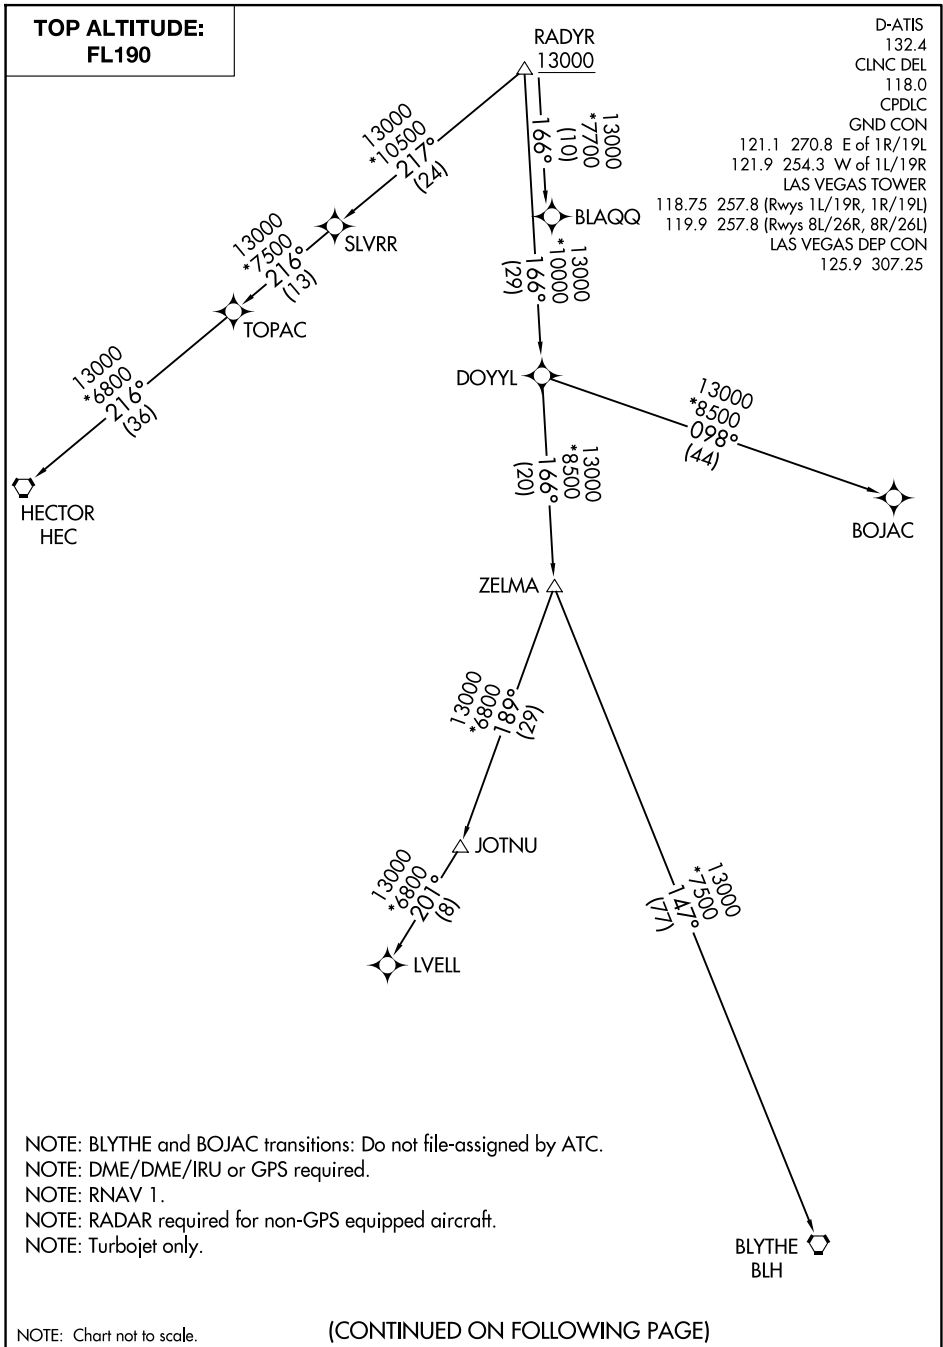 TOP ALTITUDE:
FL190
D-ATIS
132.4
CLNC DEL
118.0
CPDLC
GND CON
121.1 270.8 E of 1R/19L
121.9 254.3 W of 1L/19R
LAS VEGAS TOWER
118.75 257.8 (Rwys 1L/19R, 1R/19L)
119.9 257.8 (Rwys 8L/26R, 8R/26L)
LAS VEGAS DEP CON
125.9 307.25
RADYR
13000
13000
*10500
217°
(24)
13000
*7700
166°
(10)
BLAQQ
SLVRR
13000
*7500
216°
(13)
13000
*10000
166°
(29)
TOPAC
13000
*6800
216°
(36)
DOYYL
13000
*8500
098°
(44)
13000
*8500
166°
(20)
HECTOR
HEC
BOJAC
ZELMA
13000
*6800
189°
(29)
JOTNU
13000
*6800
201°
(8)
13000
*7500
147°
(77)
LVELL
NOTE: BLYTHE and BOJAC transitions: Do not file-assigned by ATC.
NOTE: DME/DME/IRU or GPS required.
NOTE: RNAV 1.
NOTE: RADAR required for non-GPS equipped aircraft.
NOTE: Turbojet only.
BLYTHE
BLH
NOTE: Chart not to scale.
(CONTINUED ON FOLLOWING PAGE)